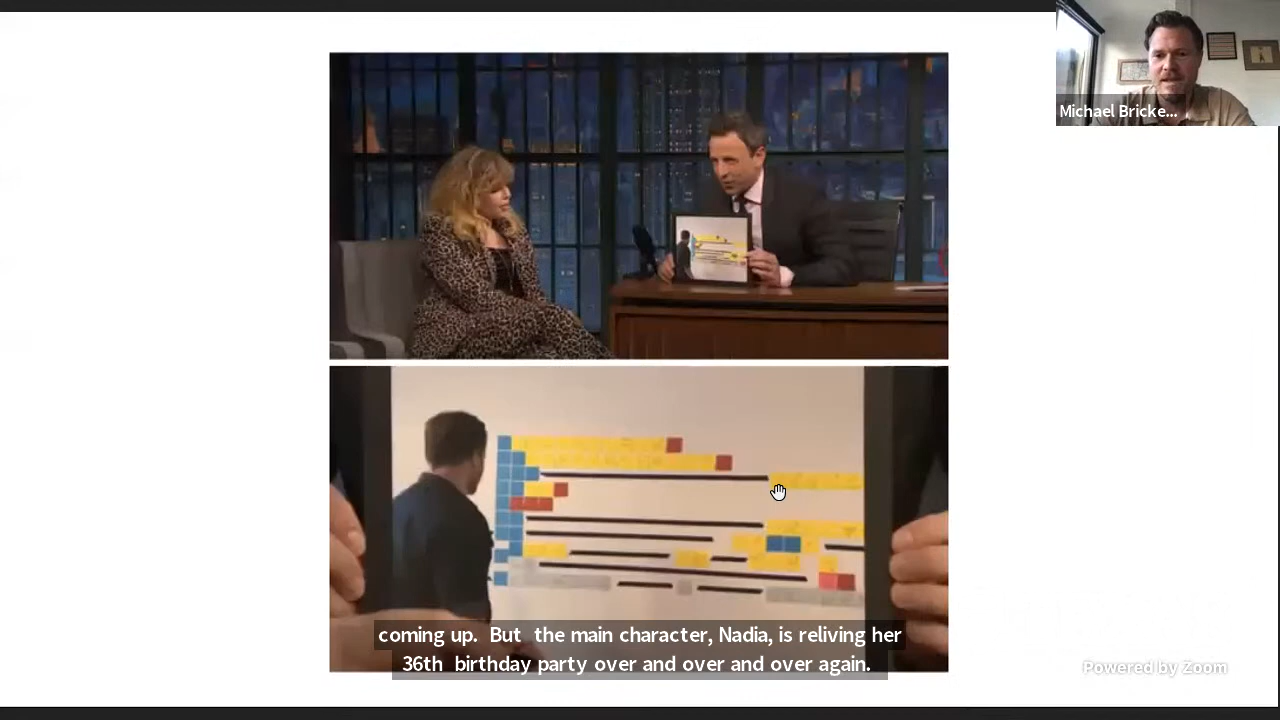 Michael Bricke...
coming up. But the main character, Nadia, is reliving her
36th birthday party over and over and over again.
Powered by Zoom